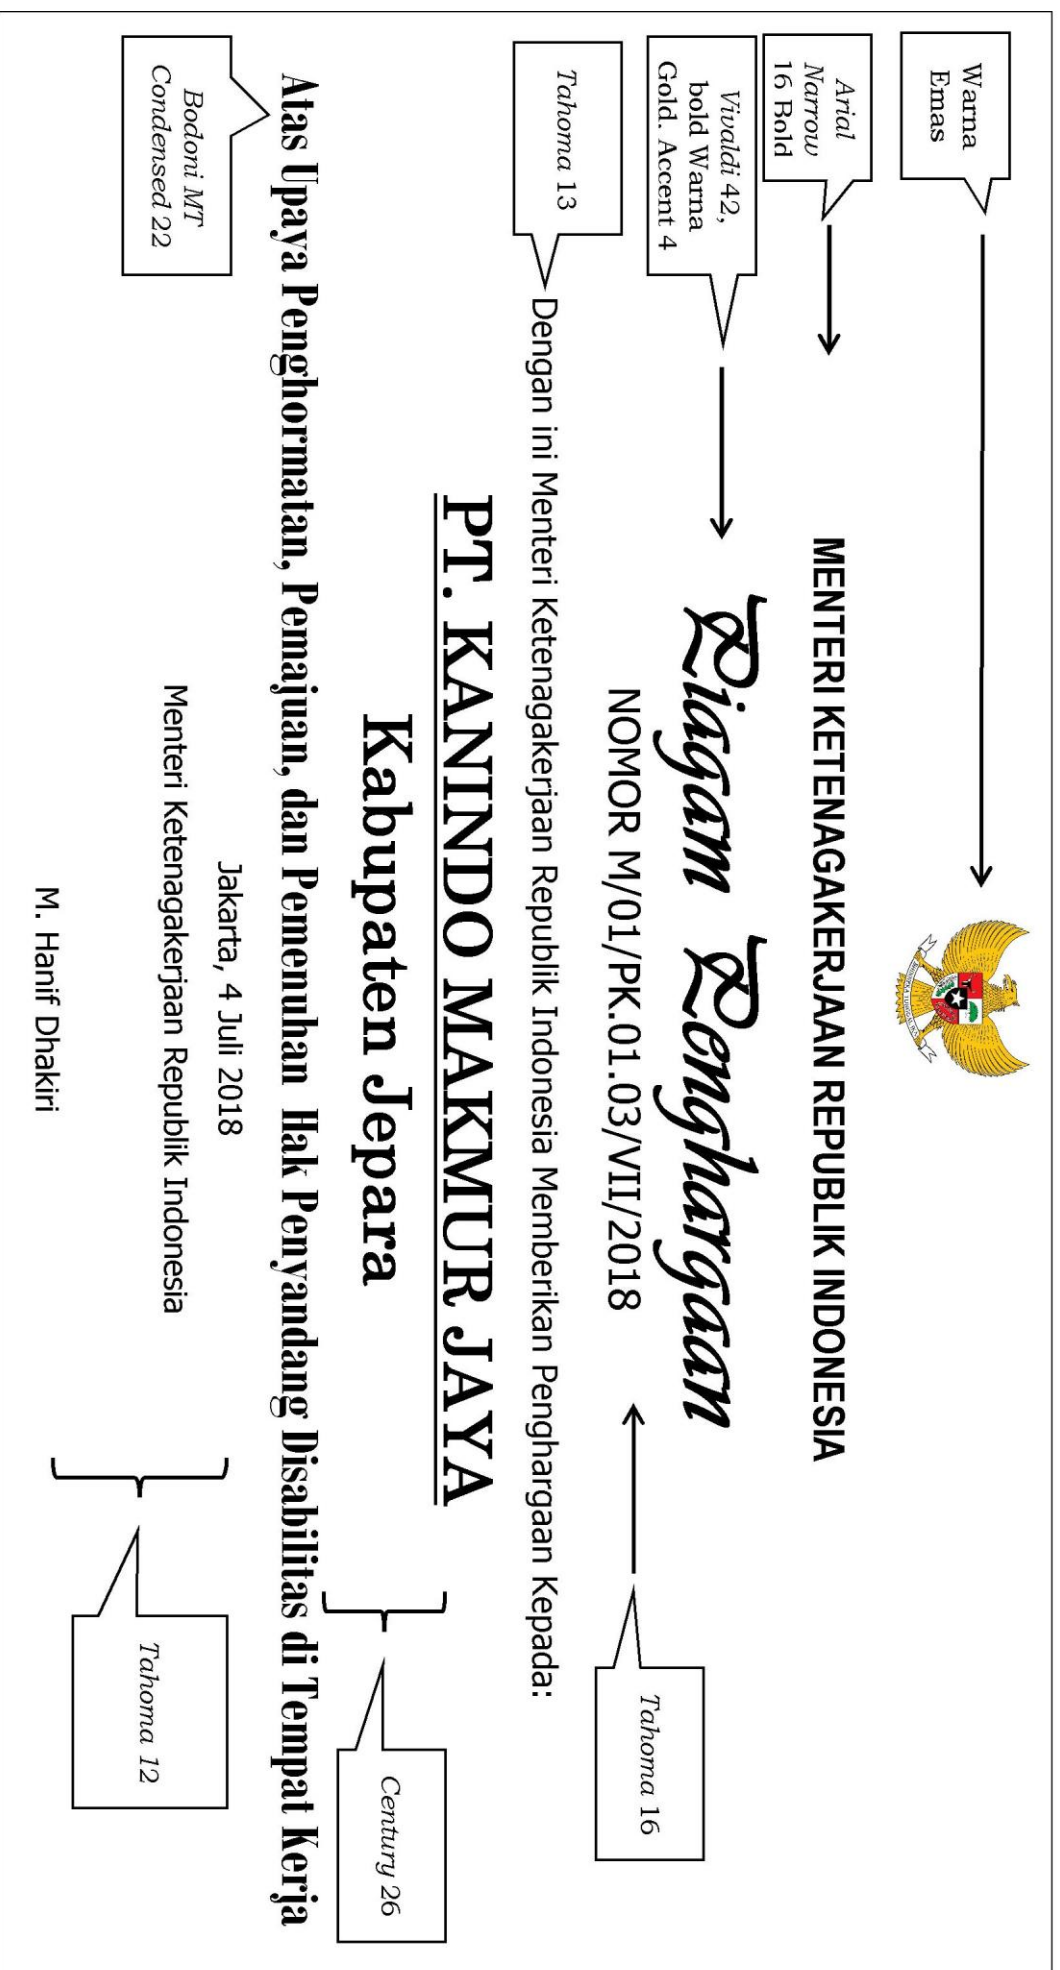 Warna
Emas
Arial
Narrow
16 Bold
MENTERI KETENAGAKERJAAN REPUBLIK INDONESIA
Vivaldi 42,
bold Warna
Gold. Accent 4
Piagam Penghargaan
NOMOR M/01/PK.01.03/VII/2018
Tahoma 16
Tahoma 13
Dengan ini Menteri Ketenagakerjaan Republik Indonesia Memberikan Penghargaan Kepada:
PT. KANINDO MAKMUR JAYA
Kabupaten Jepara
Century 26
Atas Upaya Penghormatan, Pemajuan, dan Pemenuhan Hak Penyandang Disabilitas di Tempat Kerja
Bodoni MT
Condensed 22
Jakarta, 4 Juli 2018
Menteri Ketenagakerjaan Republik Indonesia
Tahoma 12
M. Hanif Dhakiri